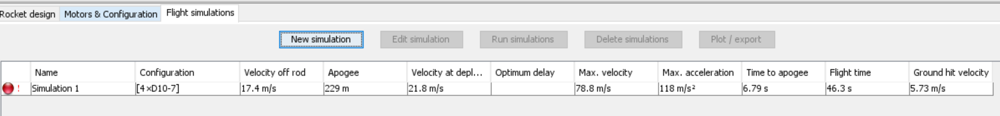 Rocket design Motors & Configuration Flight simulations
New simulation Edit simulation Run simulations Delete simulations Plot / export
Name Configuration Velocity off rod Apogee Velocity at depl... Optimum delay Max. velocity Max. acceleration Time to apogee Flight time Ground hit velocity
! Simulation 1 [4×D10-7] 17.4 m/s 229 m 21.8 m/s 78.8 m/s 118 m/s² 6.79 s 46.3 s 5.73 m/s